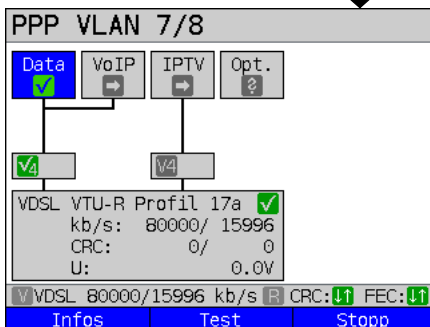 PPP VLAN 7/8
Data VoIP IPTV Opt.
✓ ➡ ➡ ?
✓4 V4
VDSL VTU-R Profil 17a ✓
kb/s: 80000/ 15996
CRC: 0/ 0
U: 0.0V
V VDSL 80000/15996 kb/s R CRC:↓↑ FEC:↓↑
Infos Test Stopp